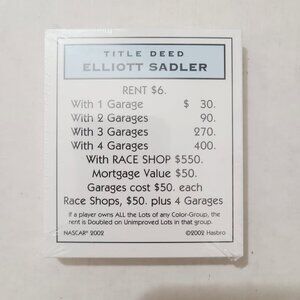 TITLE DEED
ELLIOTT SADLER
RENT $6.
With 1 Garage $ 30.
With 2 Garages 90.
With 3 Garages 270.
With 4 Garages 400.
With RACE SHOP $550.
Mortgage Value $50.
Garages cost $50. each
Race Shops, $50. plus 4 Garages
If a player owns ALL the Lots of any Color-Group, the
rent is Doubled on Unimproved Lots in that group.
NASCAR® 2002 ©2002 Hasbro